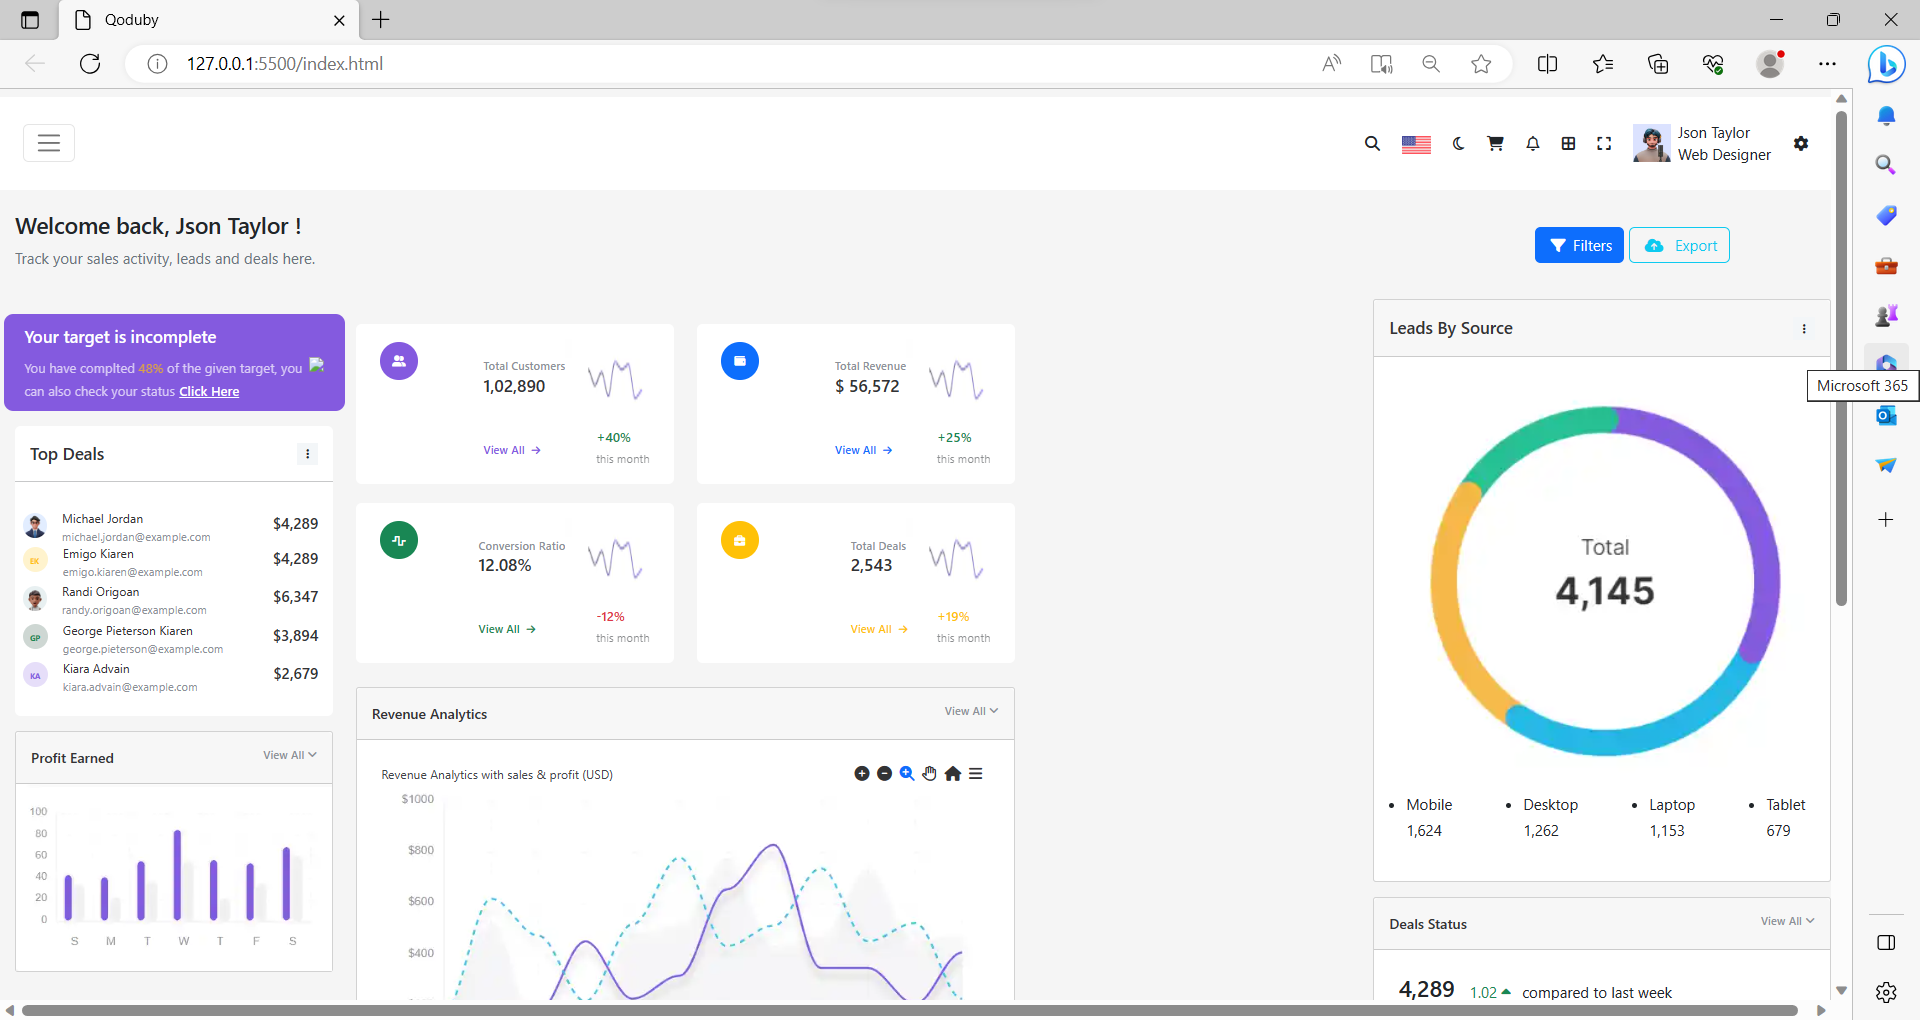 Qoduby
127.0.0.1:5500/index.html
Json Taylor
Web Designer
Welcome back, Json Taylor !
Track your sales activity, leads and deals here.
Filters
Export
Your target is incomplete
You have complted 48% of the given target, you
can also check your status Click Here
Top Deals
Michael Jordan
michael.jordan@example.com
$4,289
EK
Emigo Kiaren
emigo.kiaren@example.com
$4,289
Randi Origoan
randy.origoan@example.com
$6,347
GP
George Pieterson Kiaren
george.pieterson@example.com
$3,894
KA
Kiara Advain
kiara.advain@example.com
$2,679
Profit Earned
View All
100
80
60
40
20
0
S M T W T F S
Total Customers
1,02,890
View All
+40%
this month
Total Revenue
$ 56,572
View All
+25%
this month
Conversion Ratio
12.08%
View All
-12%
this month
Total Deals
2,543
View All
+19%
this month
Revenue Analytics
View All
Revenue Analytics with sales & profit (USD)
$1000
$800
$600
$400
Leads By Source
Microsoft 365
Total
4,145
Mobile
1,624
Desktop
1,262
Laptop
1,153
Tablet
679
Deals Status
View All
4,289 1.02 compared to last week